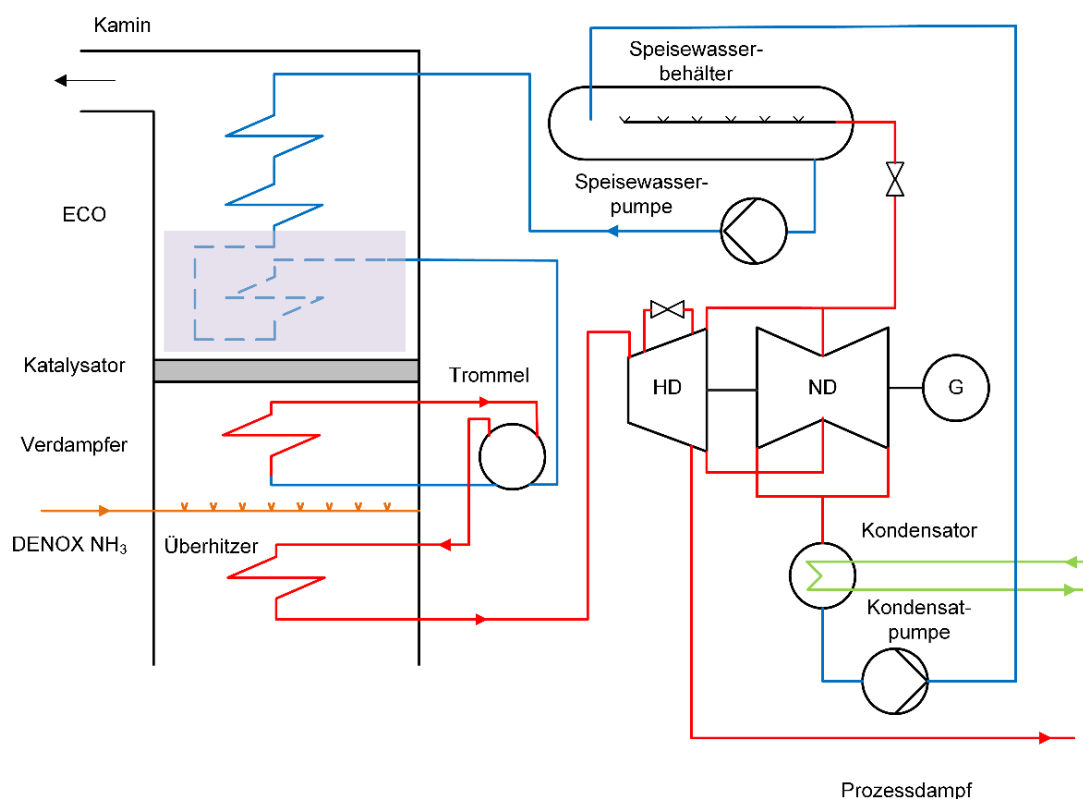 Kamin
Speisewasser-
behälter
Speisewasser-
pumpe
ECO
Katalysator
Trommel
HD
ND
G
Verdampfer
DENOX NH₃
Überhitzer
Kondensator
Kondensat-
pumpe
Prozessdampf